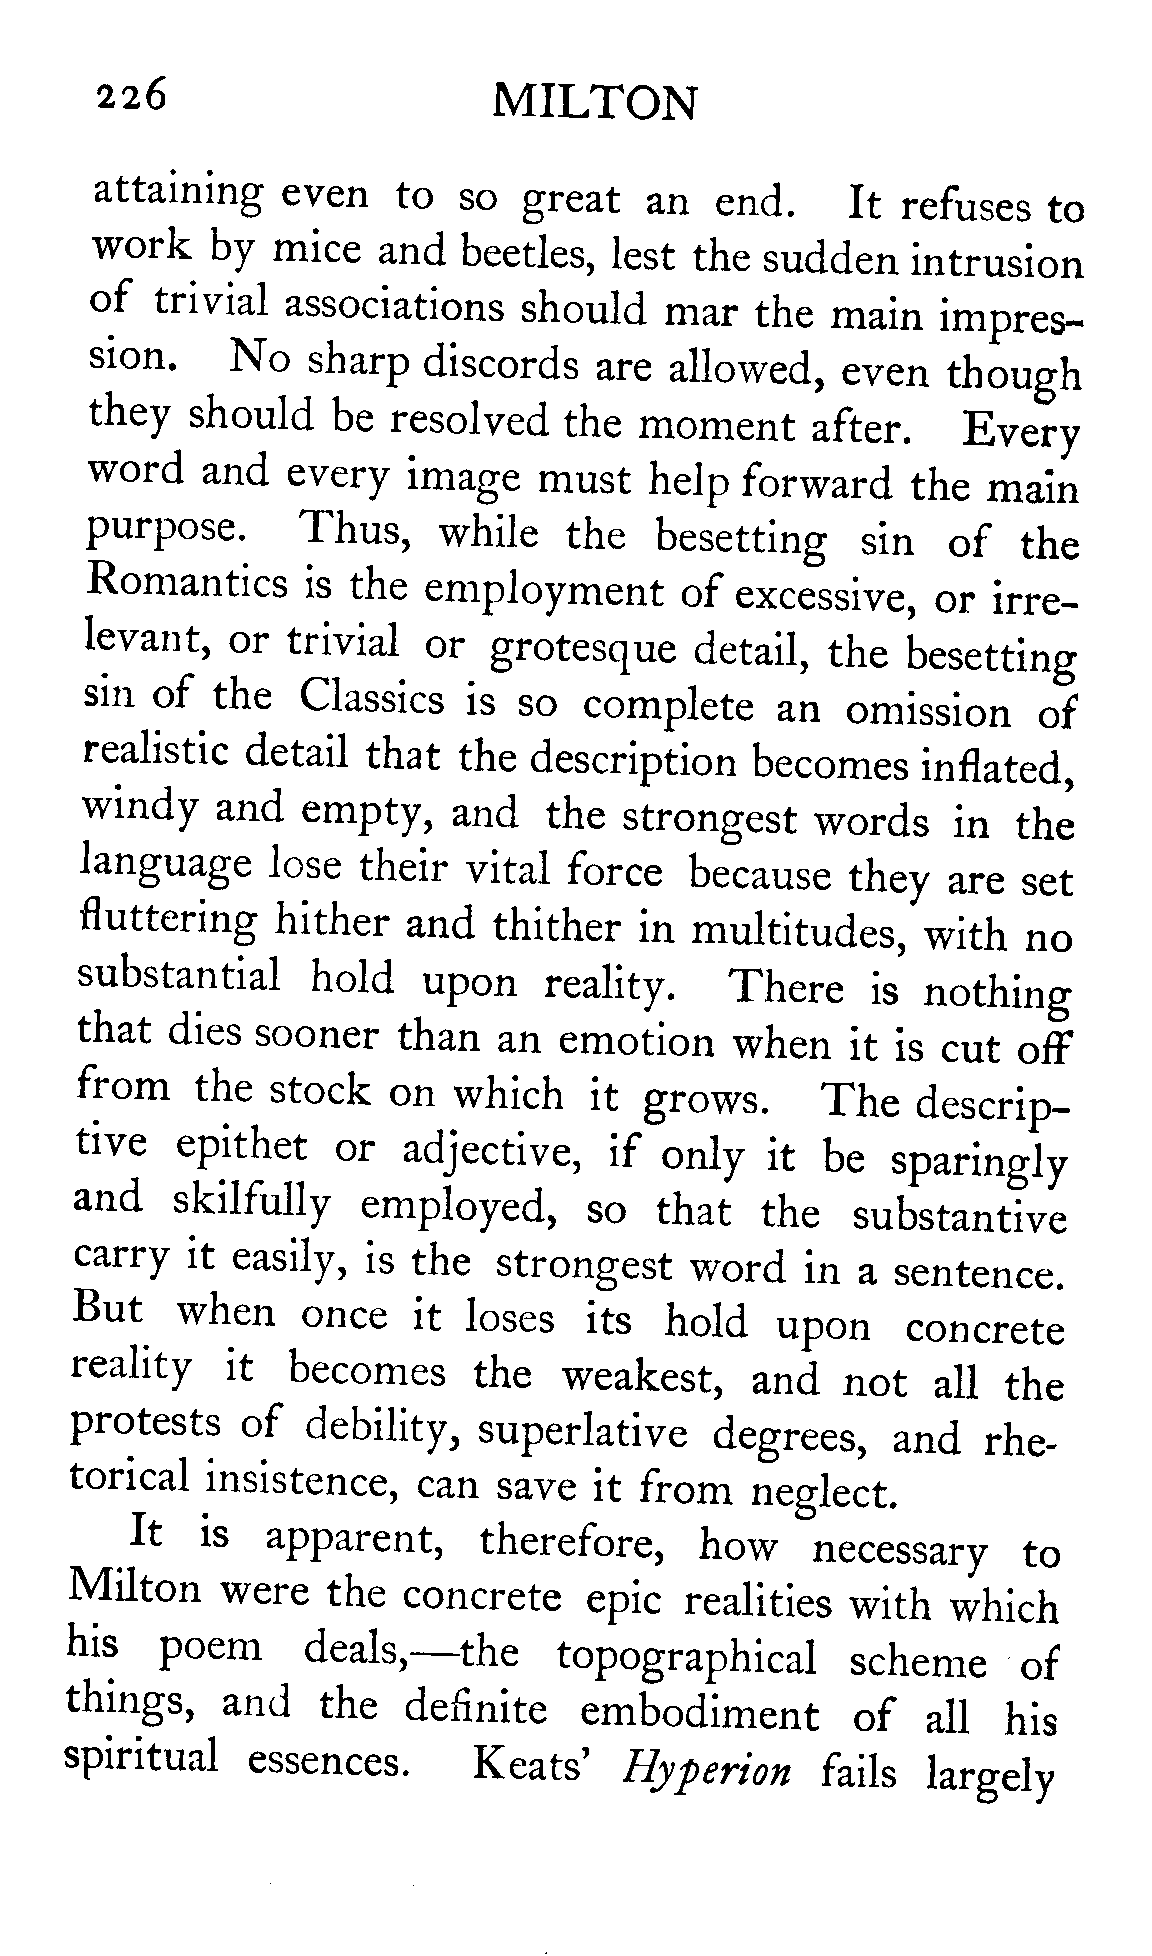 226 MILTON
attaining even to so great an end. It refuses to
work by mice and beetles, lest the sudden intrusion
of trivial associations should mar the main impres-
sion. No sharp discords are allowed, even though
they should be resolved the moment after. Every
word and every image must help forward the main
purpose. Thus, while the besetting sin of the
Romantics is the employment of excessive, or irre-
levant, or trivial or grotesque detail, the besetting
sin of the Classics is so complete an omission of
realistic detail that the description becomes inflated,
windy and empty, and the strongest words in the
language lose their vital force because they are set
fluttering hither and thither in multitudes, with no
substantial hold upon reality. There is nothing
that dies sooner than an emotion when it is cut off
from the stock on which it grows. The descrip-
tive epithet or adjective, if only it be sparingly
and skilfully employed, so that the substantive
carry it easily, is the strongest word in a sentence.
But when once it loses its hold upon concrete
reality it becomes the weakest, and not all the
protests of debility, superlative degrees, and rhe-
torical insistence, can save it from neglect.
It is apparent, therefore, how necessary to
Milton were the concrete epic realities with which
his poem deals,—the topographical scheme of
things, and the definite embodiment of all his
spiritual essences. Keats' Hyperion fails largely